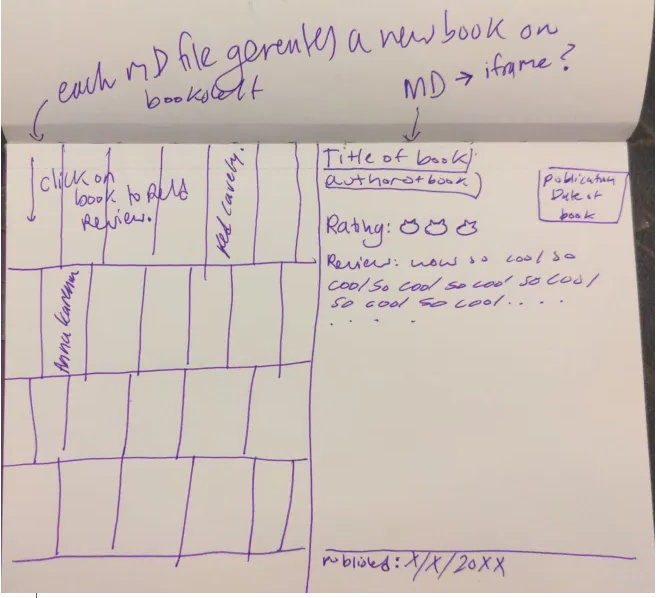 each MD file generates a new book on
bookshelf
MD → iframe?
click on
book to read
review.
Anna Karenina
Title of book
author of book
publication
Date of
book
Rating:
Review: wow so cool so
cool so cool so cool so cool
so cool so cool . . . .
. . . . .
published: X/X/20XX